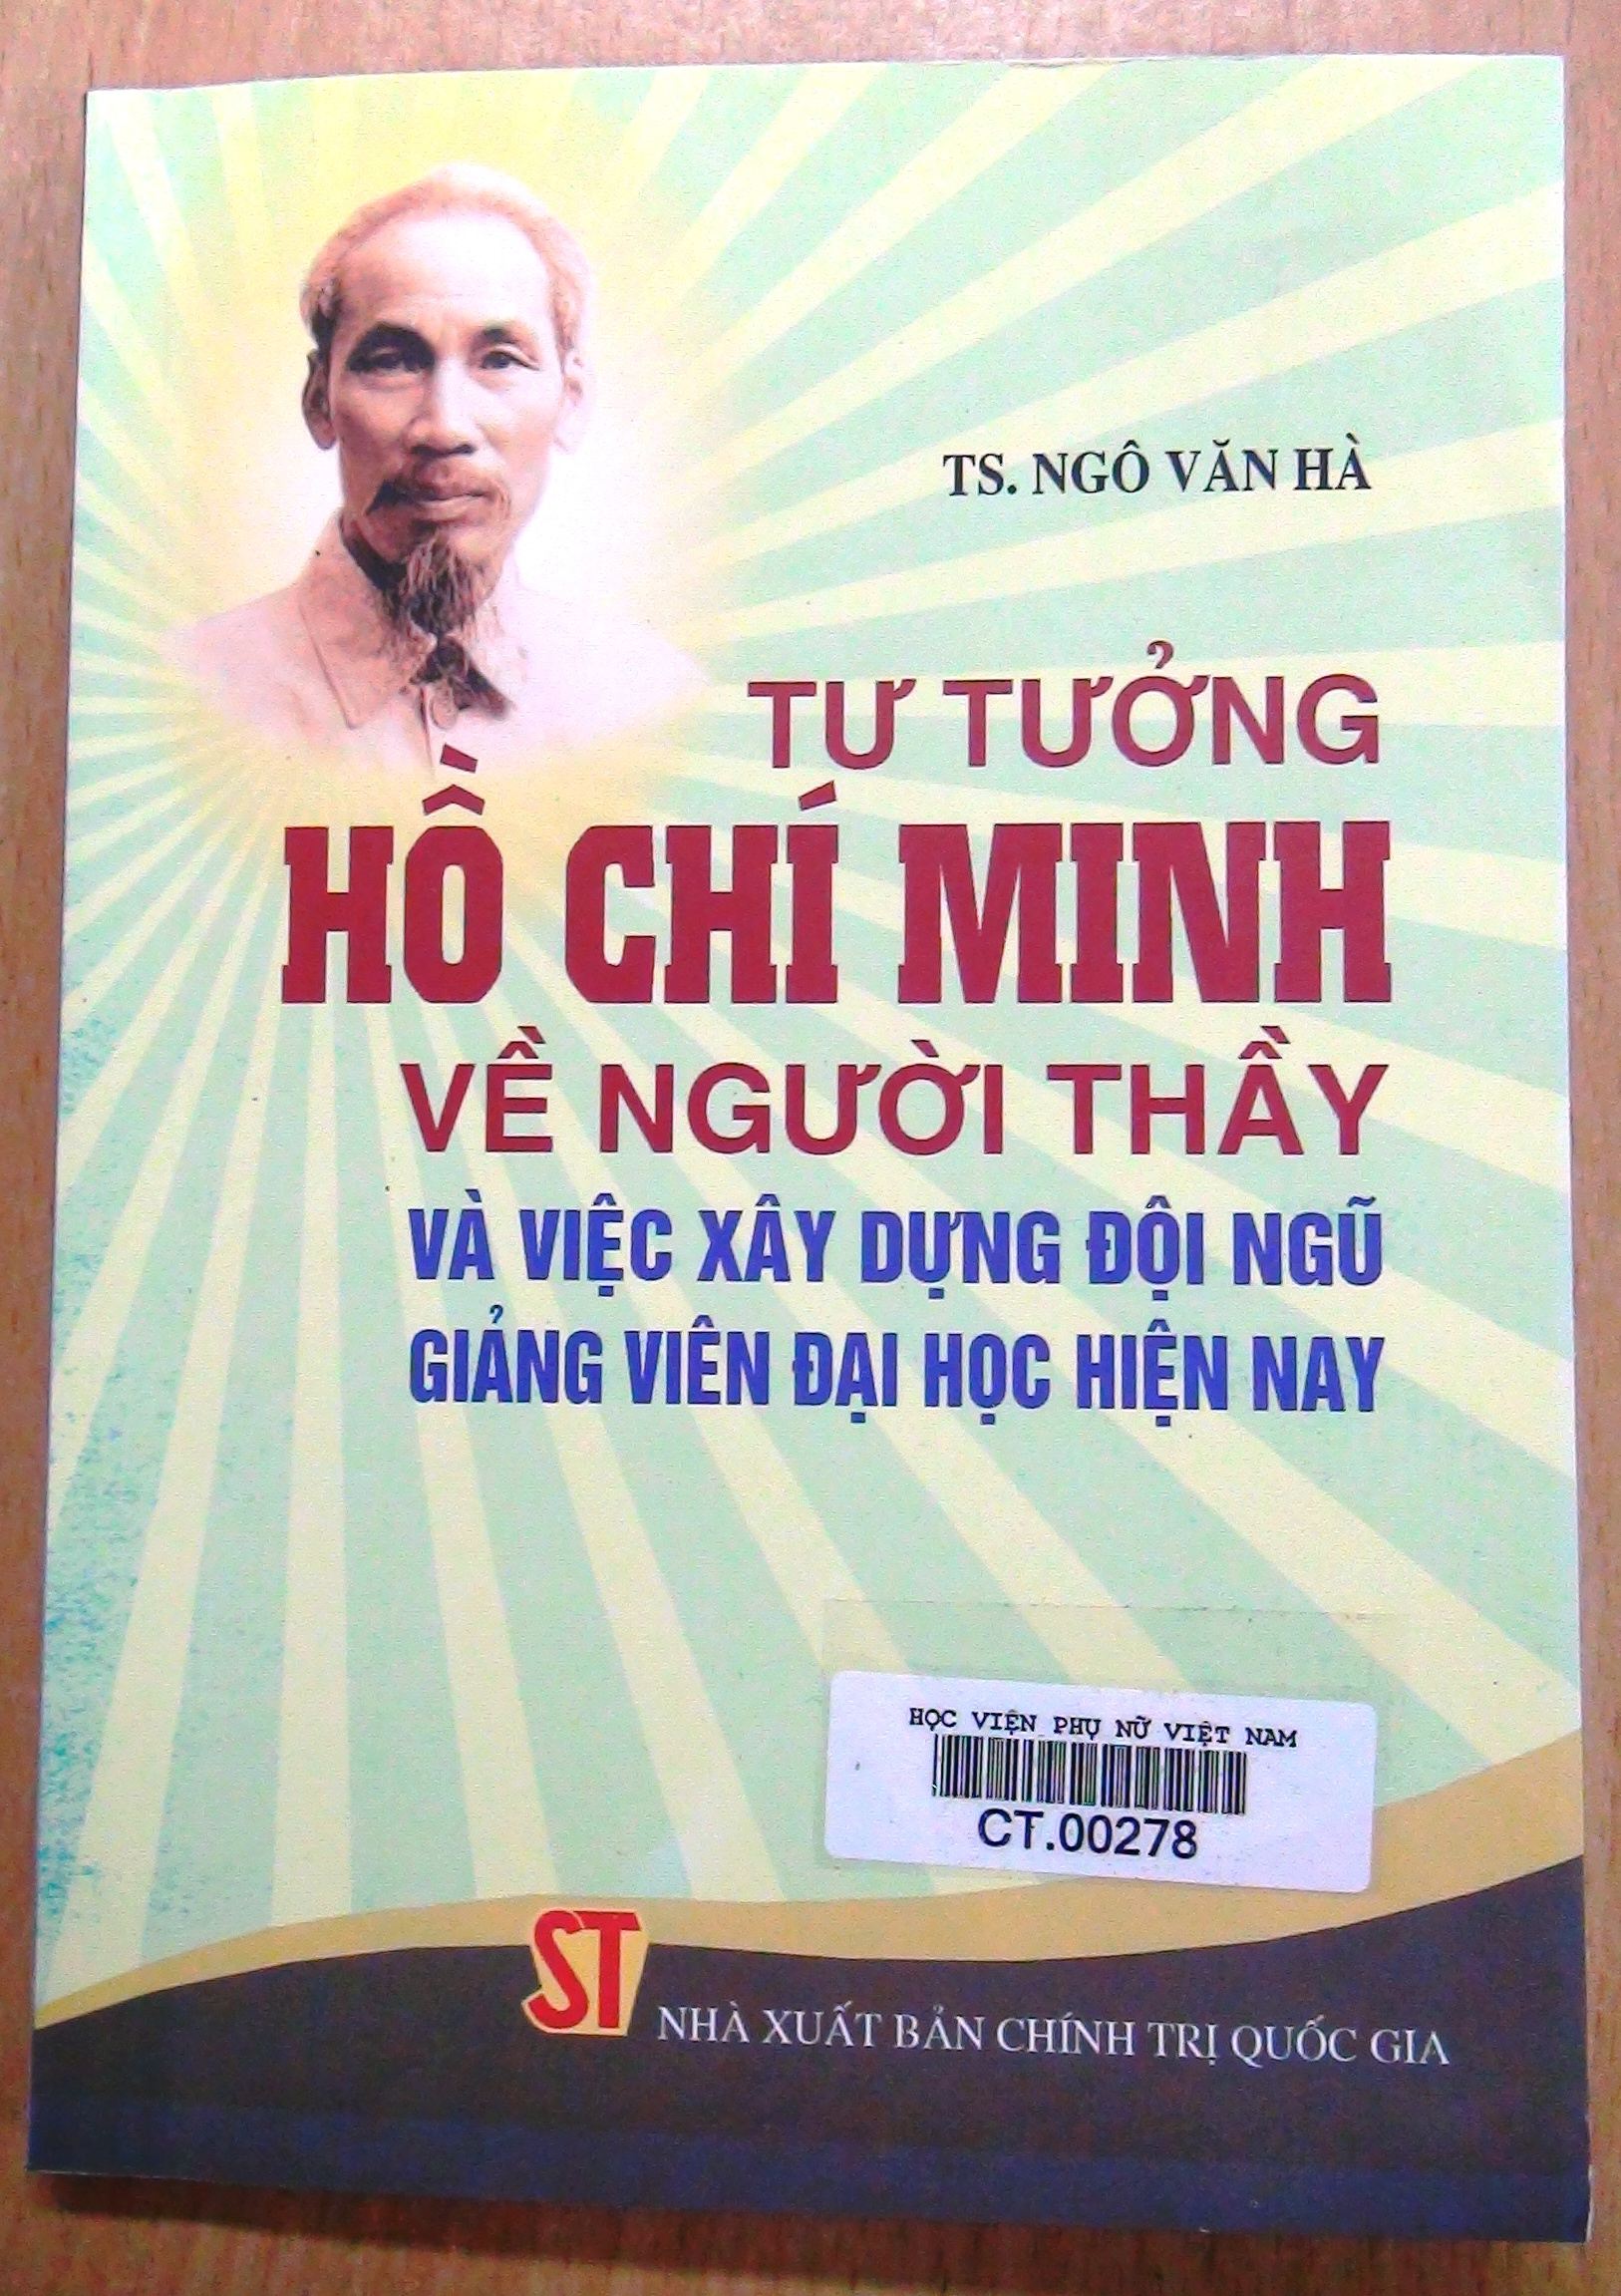 TS. NGÔ VĂN HÀ
TƯ TƯỞNG
HỒ CHÍ MINH
VỀ NGƯỜI THẦY
VÀ VIỆC XÂY DỰNG ĐỘI NGŨ
GIẢNG VIÊN ĐẠI HỌC HIỆN NAY
HỌC VIỆN PHỤ NỮ VIỆT NAM
CT.00278
ST
NHÀ XUẤT BẢN CHÍNH TRỊ QUỐC GIA